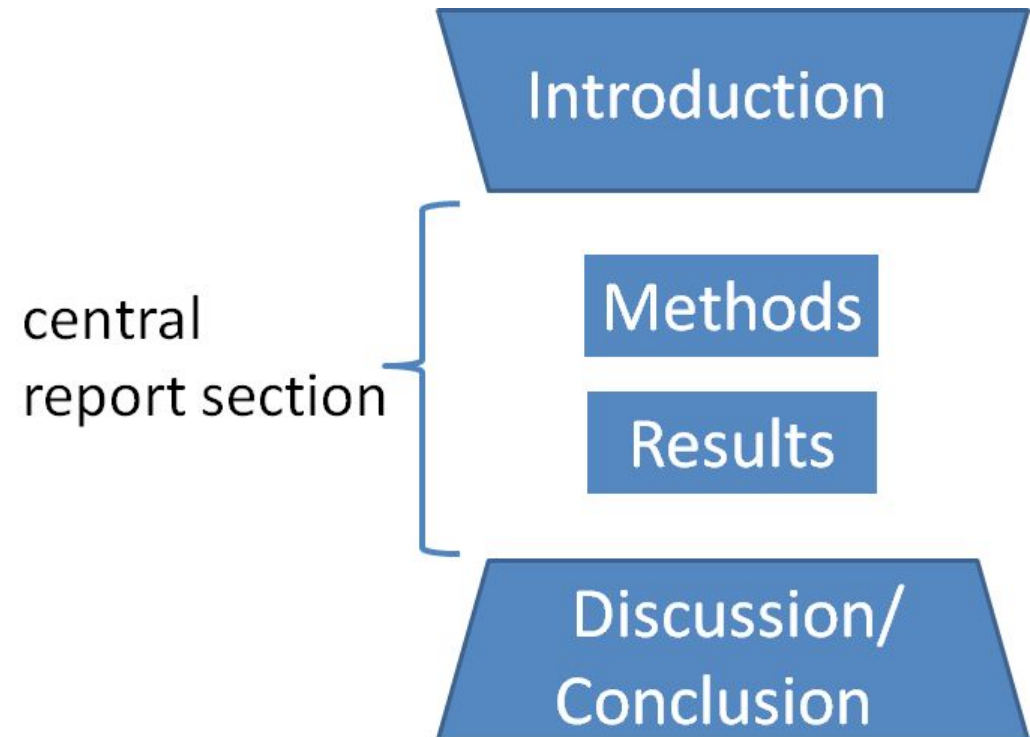 Introduction
central
report section
Methods
Results
Discussion/
Conclusion